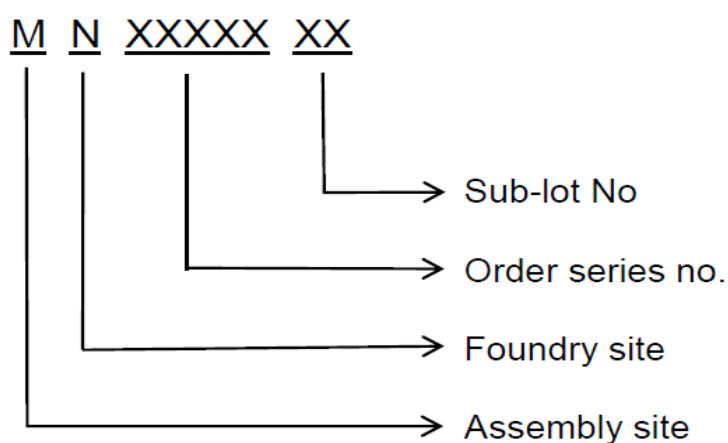 M N XXXXX XX
Sub-lot No
Order series no.
Foundry site
Assembly site